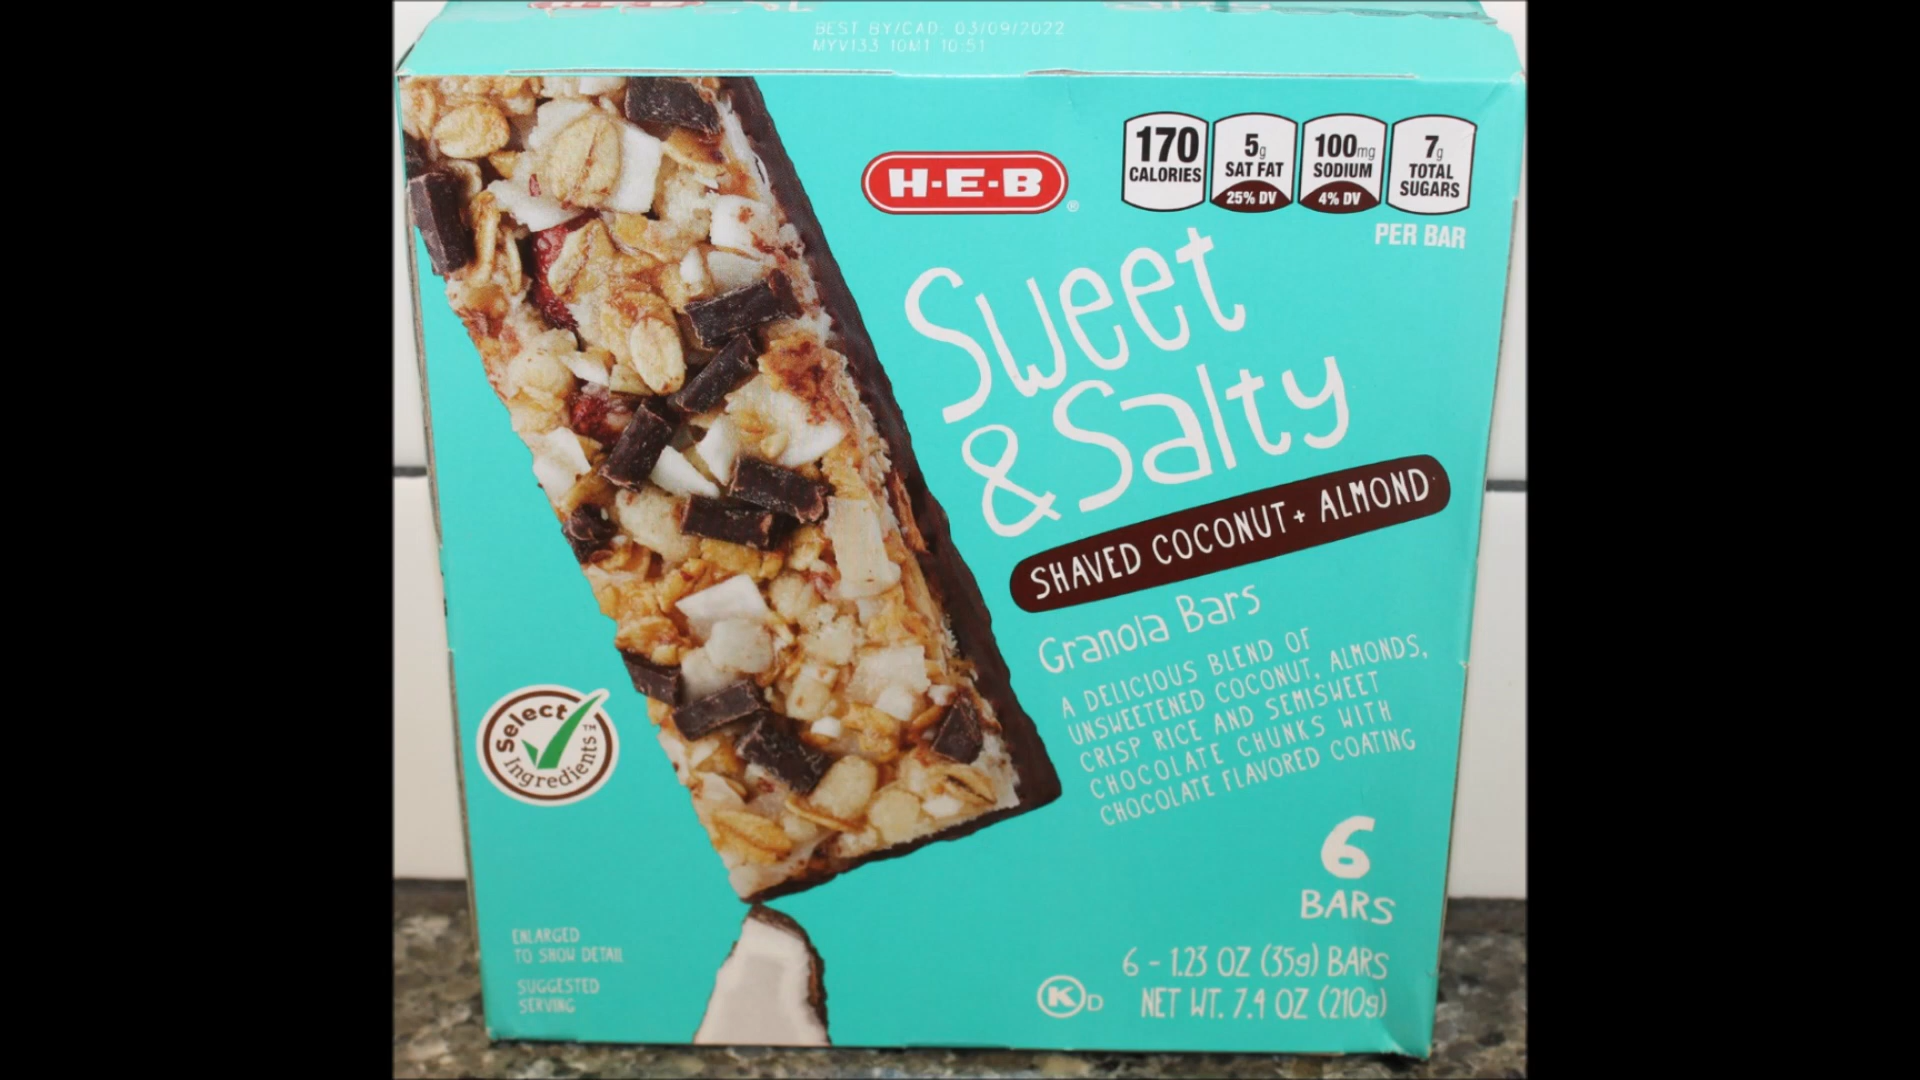 BEST BY/CAD: 03/09/2022
MYV133 10M1 10:51
H-E-B®
170 CALORIES
5g SAT FAT 25% DV
100mg SODIUM 4% DV
7g TOTAL SUGARS
PER BAR
Sweet
& Salty
SHAVED COCONUT + ALMOND
Granola Bars
A DELICIOUS BLEND OF
UNSWEETENED COCONUT, ALMONDS,
CRISP RICE AND SEMISWEET
CHOCOLATE CHUNKS WITH
CHOCOLATE FLAVORED COATING
Select Ingredients™
6
BARS
ENLARGED
TO SHOW DETAIL
SUGGESTED
SERVING
6 - 1.23 OZ (35g) BARS
K D NET WT. 7.4 OZ (210g)